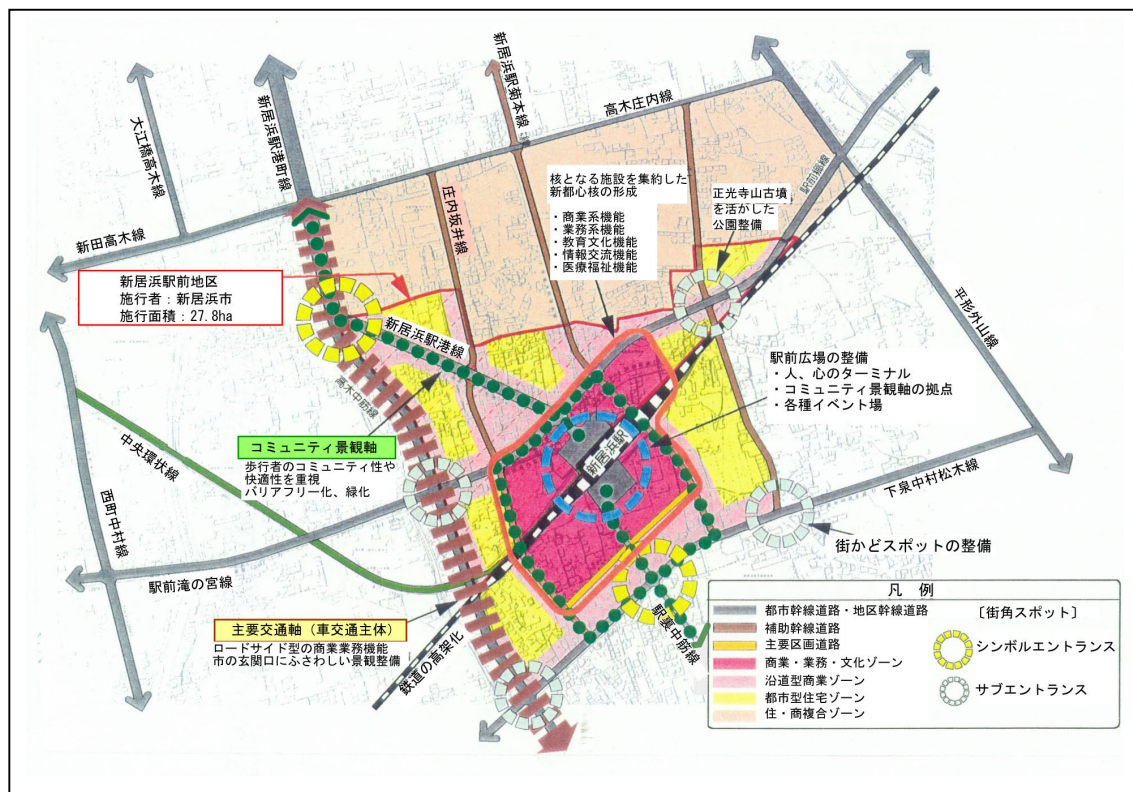 大江橋高木線
新居浜駅港町線
新居浜駅菊本線
高木庄内線
庄内坂井線
新田高木線
核となる施設を集約した
新都心核の形成
・商業系機能
・業務系機能
・教育文化機能
・情報交流機能
・医療福祉機能
正光寺山古墳
を活かした
公園整備
駅前郷線
平形外山線
新居浜駅前地区
施行者：新居浜市
施行面積：27.8ha
新居浜駅港線
高木中筋線
駅前広場の整備
・人、心のターミナル
・コミュニティ景観軸の拠点
・各種イベント場
新居浜駅
コミュニティ景観軸
歩行者のコミュニティ性や
快適性を重視
バリアフリー化、緑化
中央環状線
西町中村線
駅前滝の宮線
下泉中村松木線
街かどスポットの整備
主要交通軸（車交通主体）
ロードサイド型の商業業務機能
市の玄関口にふさわしい景観整備
鉄道の高架化
駅裏中筋線
凡 例
都市幹線道路・地区幹線道路
補助幹線道路
主要区画道路
商業・業務・文化ゾーン
沿道型商業ゾーン
都市型住宅ゾーン
住・商複合ゾーン
〔街角スポット〕
シンボルエントランス
サブエントランス